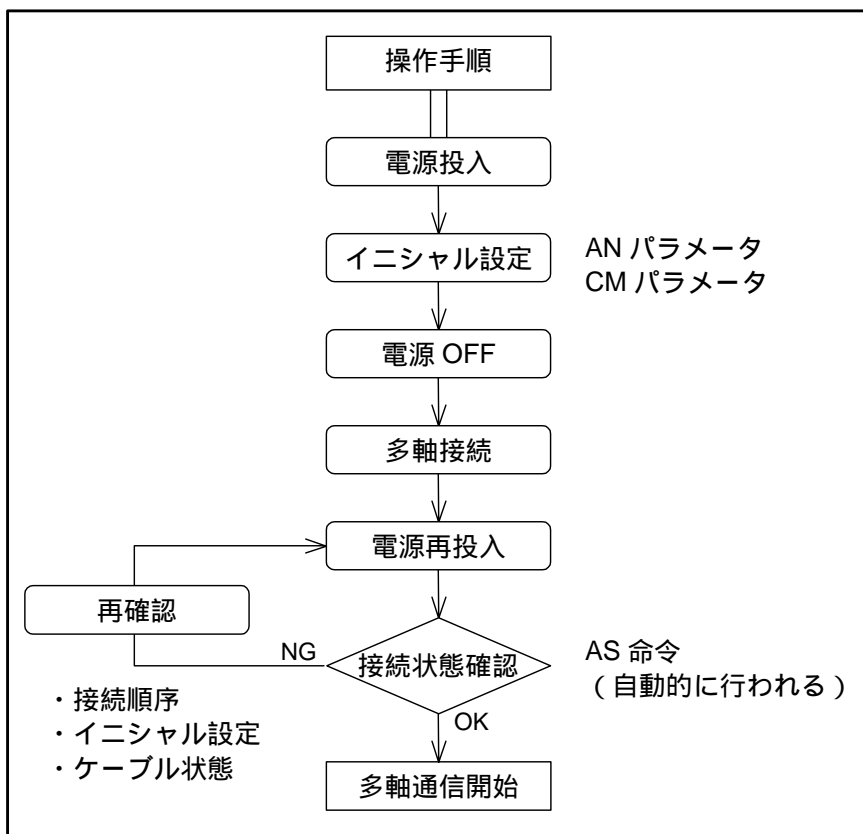 操作手順
電源投入
イニシャル設定
AN パラメータ
CM パラメータ
電源 OFF
多軸接続
電源再投入
再確認
NG
接続状態確認
AS 命令
（自動的に行われる）
・接続順序
・イニシャル設定
・ケーブル状態
OK
多軸通信開始